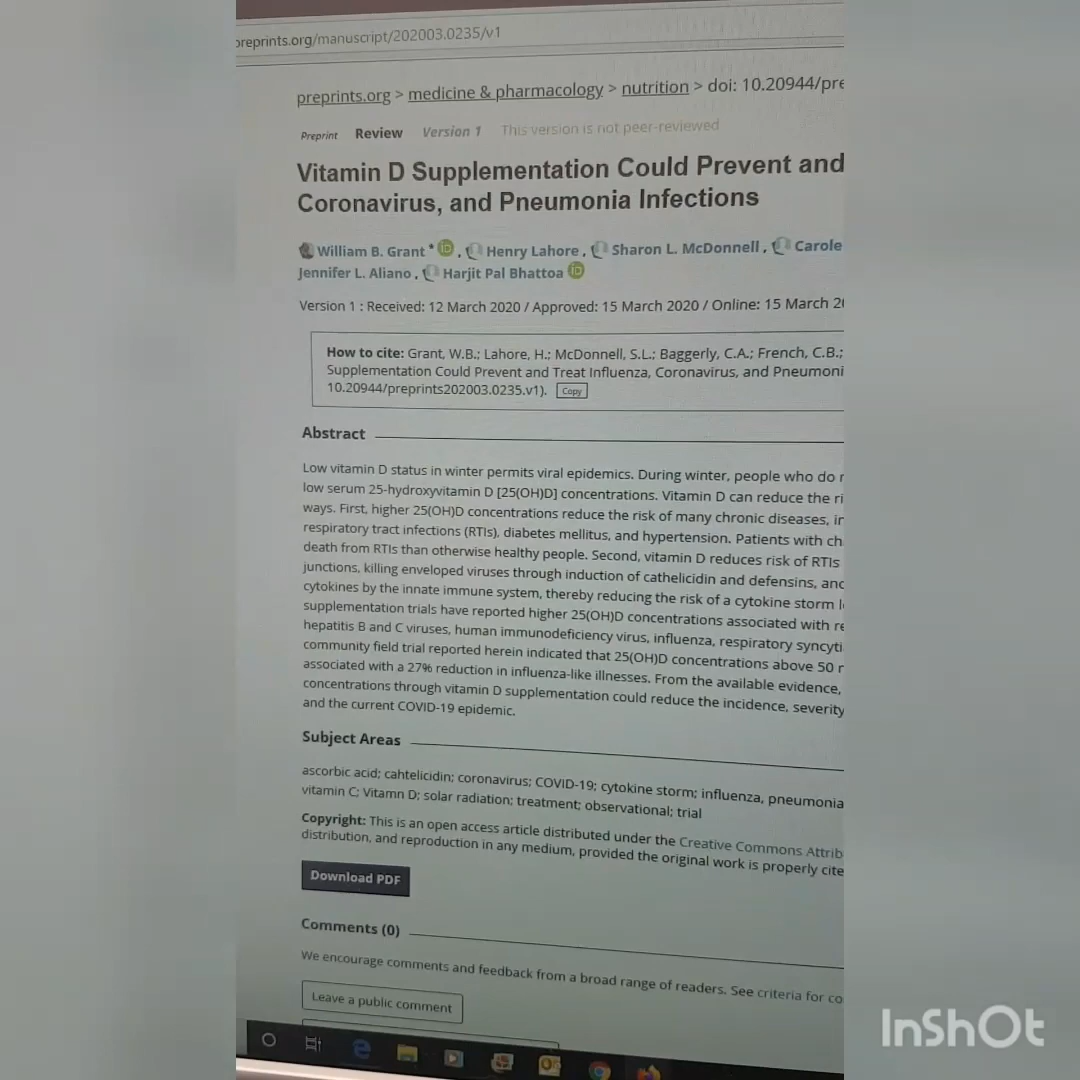 preprints.org/manuscript/202003.0235/v1
preprints.org > medicine & pharmacology > nutrition > doi: 10.20944/pre
Preprint Review Version 1 This version is not peer-reviewed
Vitamin D Supplementation Could Prevent and
Coronavirus, and Pneumonia Infections
William B. Grant * iD , Henry Lahore , Sharon L. McDonnell , Carole
Jennifer L. Aliano , Harjit Pal Bhattoa iD
Version 1 : Received: 12 March 2020 / Approved: 15 March 2020 / Online: 15 March 20
How to cite: Grant, W.B.; Lahore, H.; McDonnell, S.L.; Baggerly, C.A.; French, C.B.;
Supplementation Could Prevent and Treat Influenza, Coronavirus, and Pneumoni
10.20944/preprints202003.0235.v1). Copy
Abstract
Low vitamin D status in winter permits viral epidemics. During winter, people who do
low serum 25-hydroxyvitamin D [25(OH)D] concentrations. Vitamin D can reduce the ri
ways. First, higher 25(OH)D concentrations reduce the risk of many chronic diseases, in
respiratory tract infections (RTIs), diabetes mellitus, and hypertension. Patients with ch
death from RTIs than otherwise healthy people. Second, vitamin D reduces risk of RTIs
junctions, killing enveloped viruses through induction of cathelicidin and defensins, and
cytokines by the innate immune system, thereby reducing the risk of a cytokine storm l
supplementation trials have reported higher 25(OH)D concentrations associated with re
hepatitis B and C viruses, human immunodeficiency virus, influenza, respiratory syncyti
community field trial reported herein indicated that 25(OH)D concentrations above 50
associated with a 27% reduction in influenza-like illnesses. From the available evidence,
concentrations through vitamin D supplementation could reduce the incidence, severity
and the current COVID-19 epidemic.
Subject Areas
ascorbic acid; cahtelicidin; coronavirus; COVID-19; cytokine storm; influenza, pneumonia
vitamin C; Vitamn D; solar radiation; treatment; observational; trial
Copyright: This is an open access article distributed under the Creative Commons Attrib
distribution, and reproduction in any medium, provided the original work is properly cite
Download PDF
Comments (0)
We encourage comments and feedback from a broad range of readers. See criteria for co
Leave a public comment
InShOt